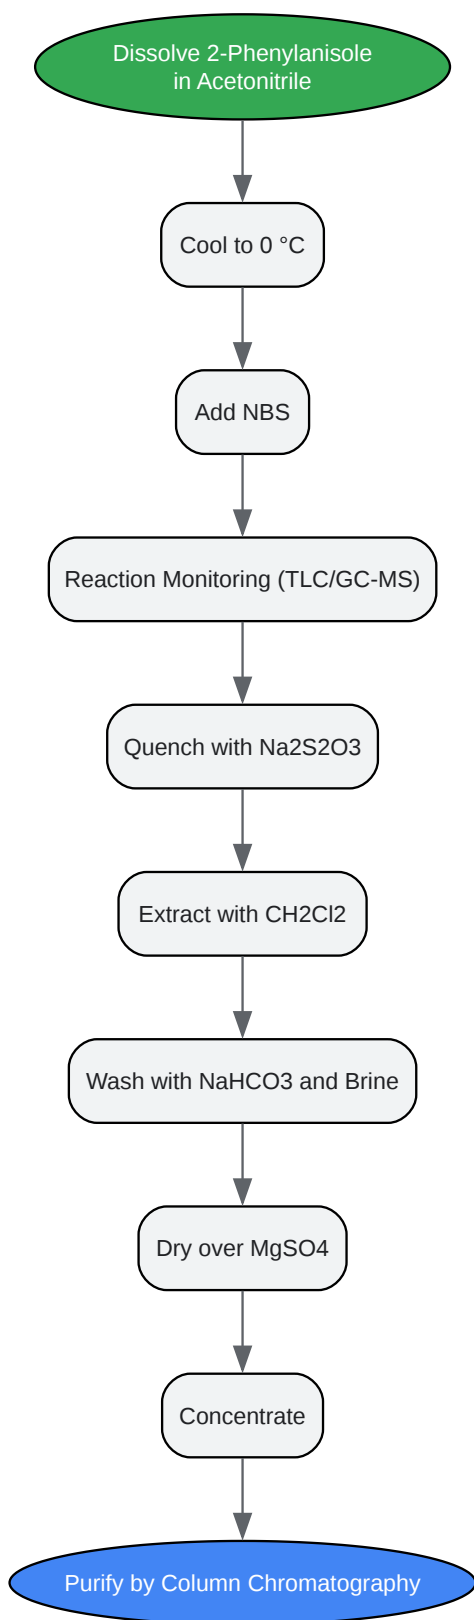 Dissolve 2-Phenylanisole
in Acetonitrile
Cool to 0 °C
Add NBS
Reaction Monitoring (TLC/GC-MS)
Quench with Na2S2O3
Extract with CH2Cl2
Wash with NaHCO3 and Brine
Dry over MgSO4
Concentrate
Purify by Column Chromatography